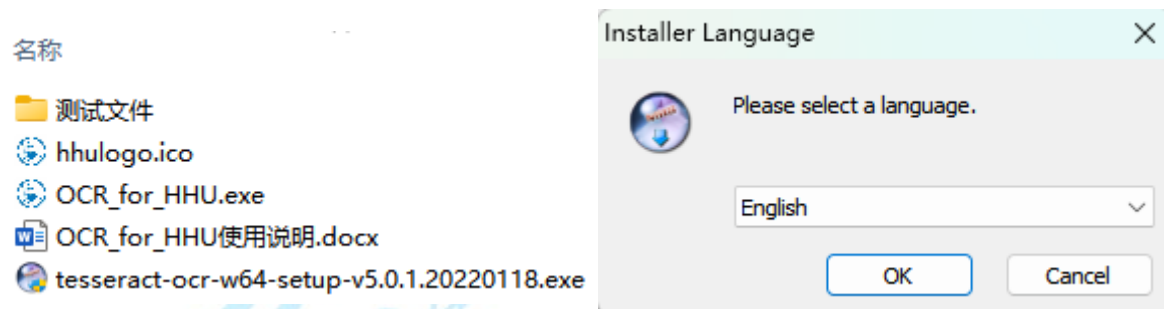 名称
测试文件
hhulogo.ico
OCR_for_HHU.exe
OCR_for_HHU使用说明.docx
tesseract-ocr-w64-setup-v5.0.1.20220118.exe
Installer Language
Please select a language.
English
OK
Cancel